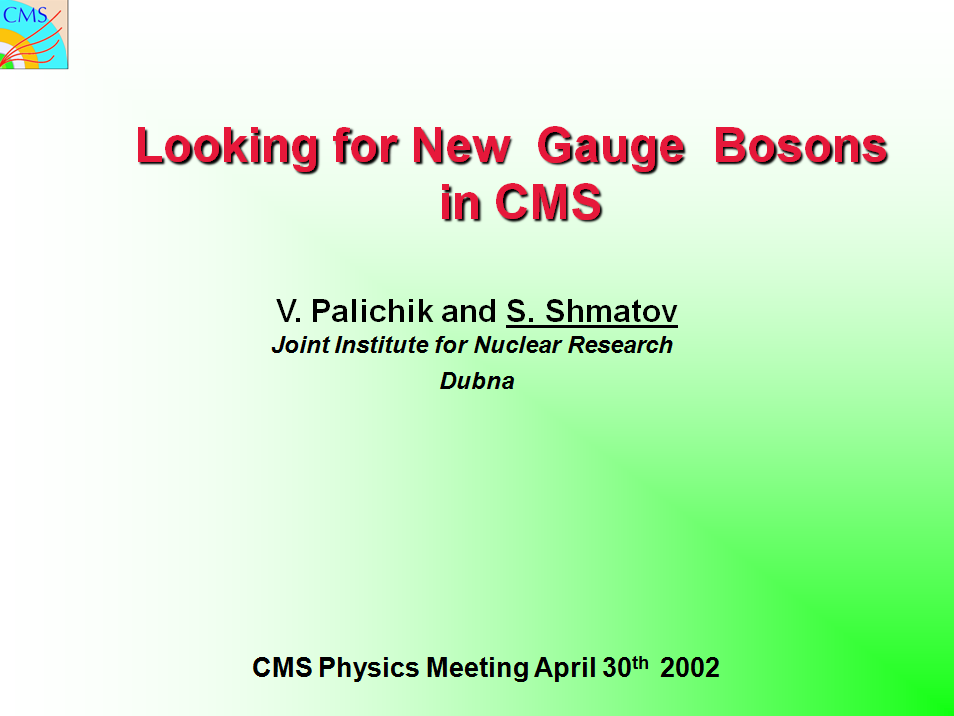 CMS
Looking for New Gauge Bosons
in CMS
V. Palichik and S. Shmatov
Joint Institute for Nuclear Research
Dubna
CMS Physics Meeting April 30th 2002